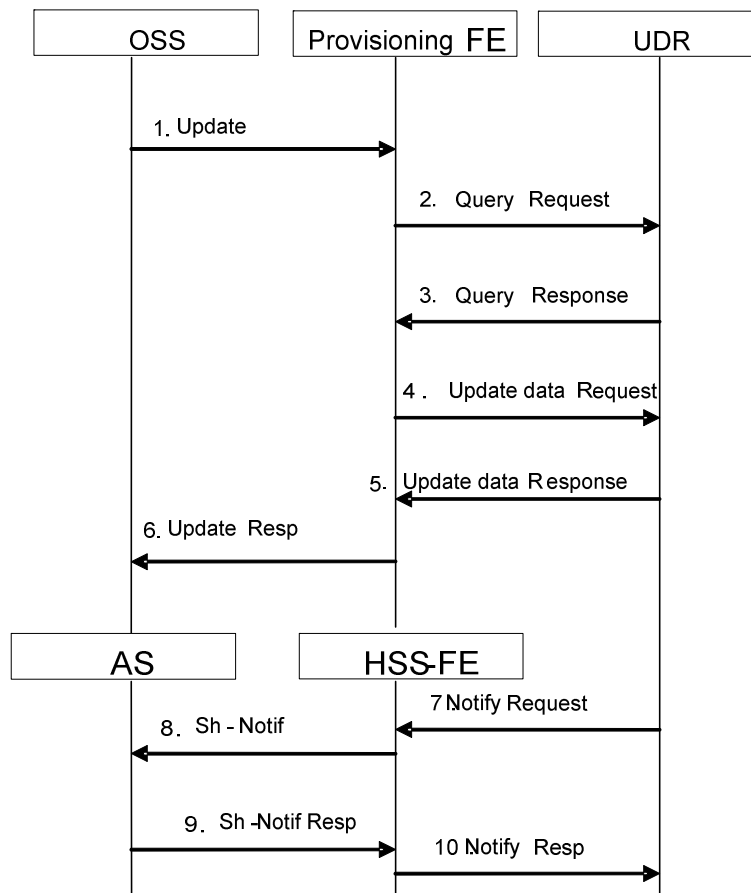 OSS
Provisioning FE
UDR
1. Update
2. Query Request
3. Query Response
4. Update data Request
5. Update data Response
6. Update Resp
AS
HSS-FE
7 Notify Request
8. Sh-Notif
9. Sh-Notif Resp
10 Notify Resp